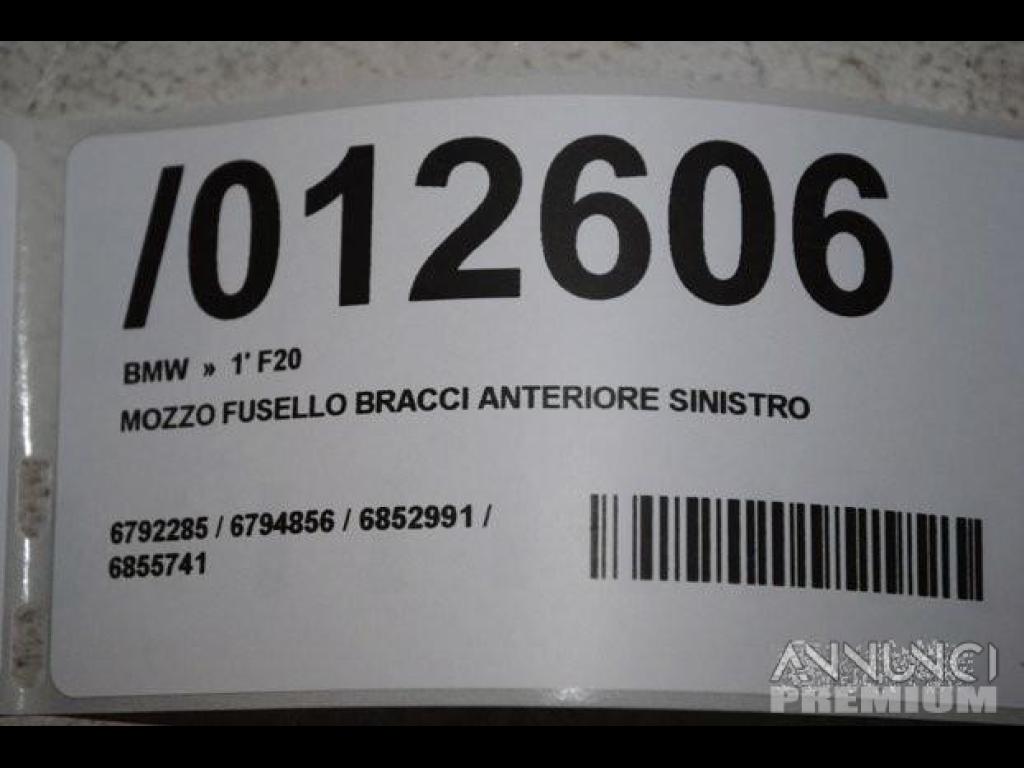 /012606
BMW » 1' F20
MOZZO FUSELLO BRACCI ANTERIORE SINISTRO
6792285 / 6794856 / 6852991 /
6855741
ANNUNCI
PREMIUM